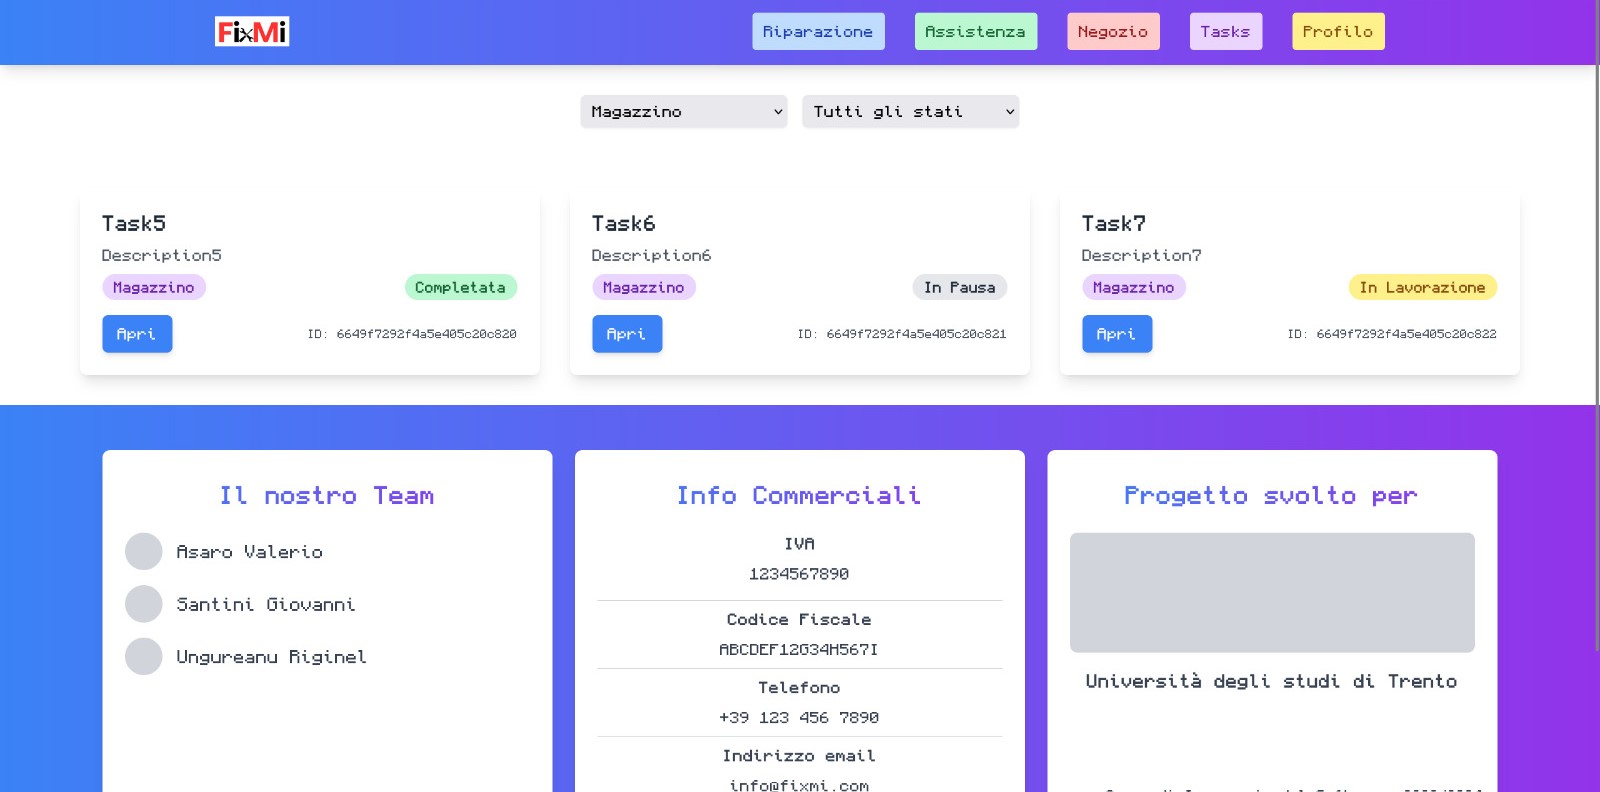 FixMi
Riparazione Assistenza Negozio Tasks Profilo
Magazzino Tutti gli stati
Task5
Description5
Magazzino Completata
Apri ID: 6649f7292f4a5e405c20c820
Task6
Description6
Magazzino In Pausa
Apri ID: 6649f7292f4a5e405c20c821
Task7
Description7
Magazzino In Lavorazione
Apri ID: 6649f7292f4a5e405c20c822
Il nostro Team
Asaro Valerio
Santini Giovanni
Ungureanu Riginel
Info Commerciali
IVA
1234567890
Codice Fiscale
ABCDEF12G34H567I
Telefono
+39 123 456 7890
Indirizzo email
info@fixmi.com
Progetto svolto per
Università degli studi di Trento